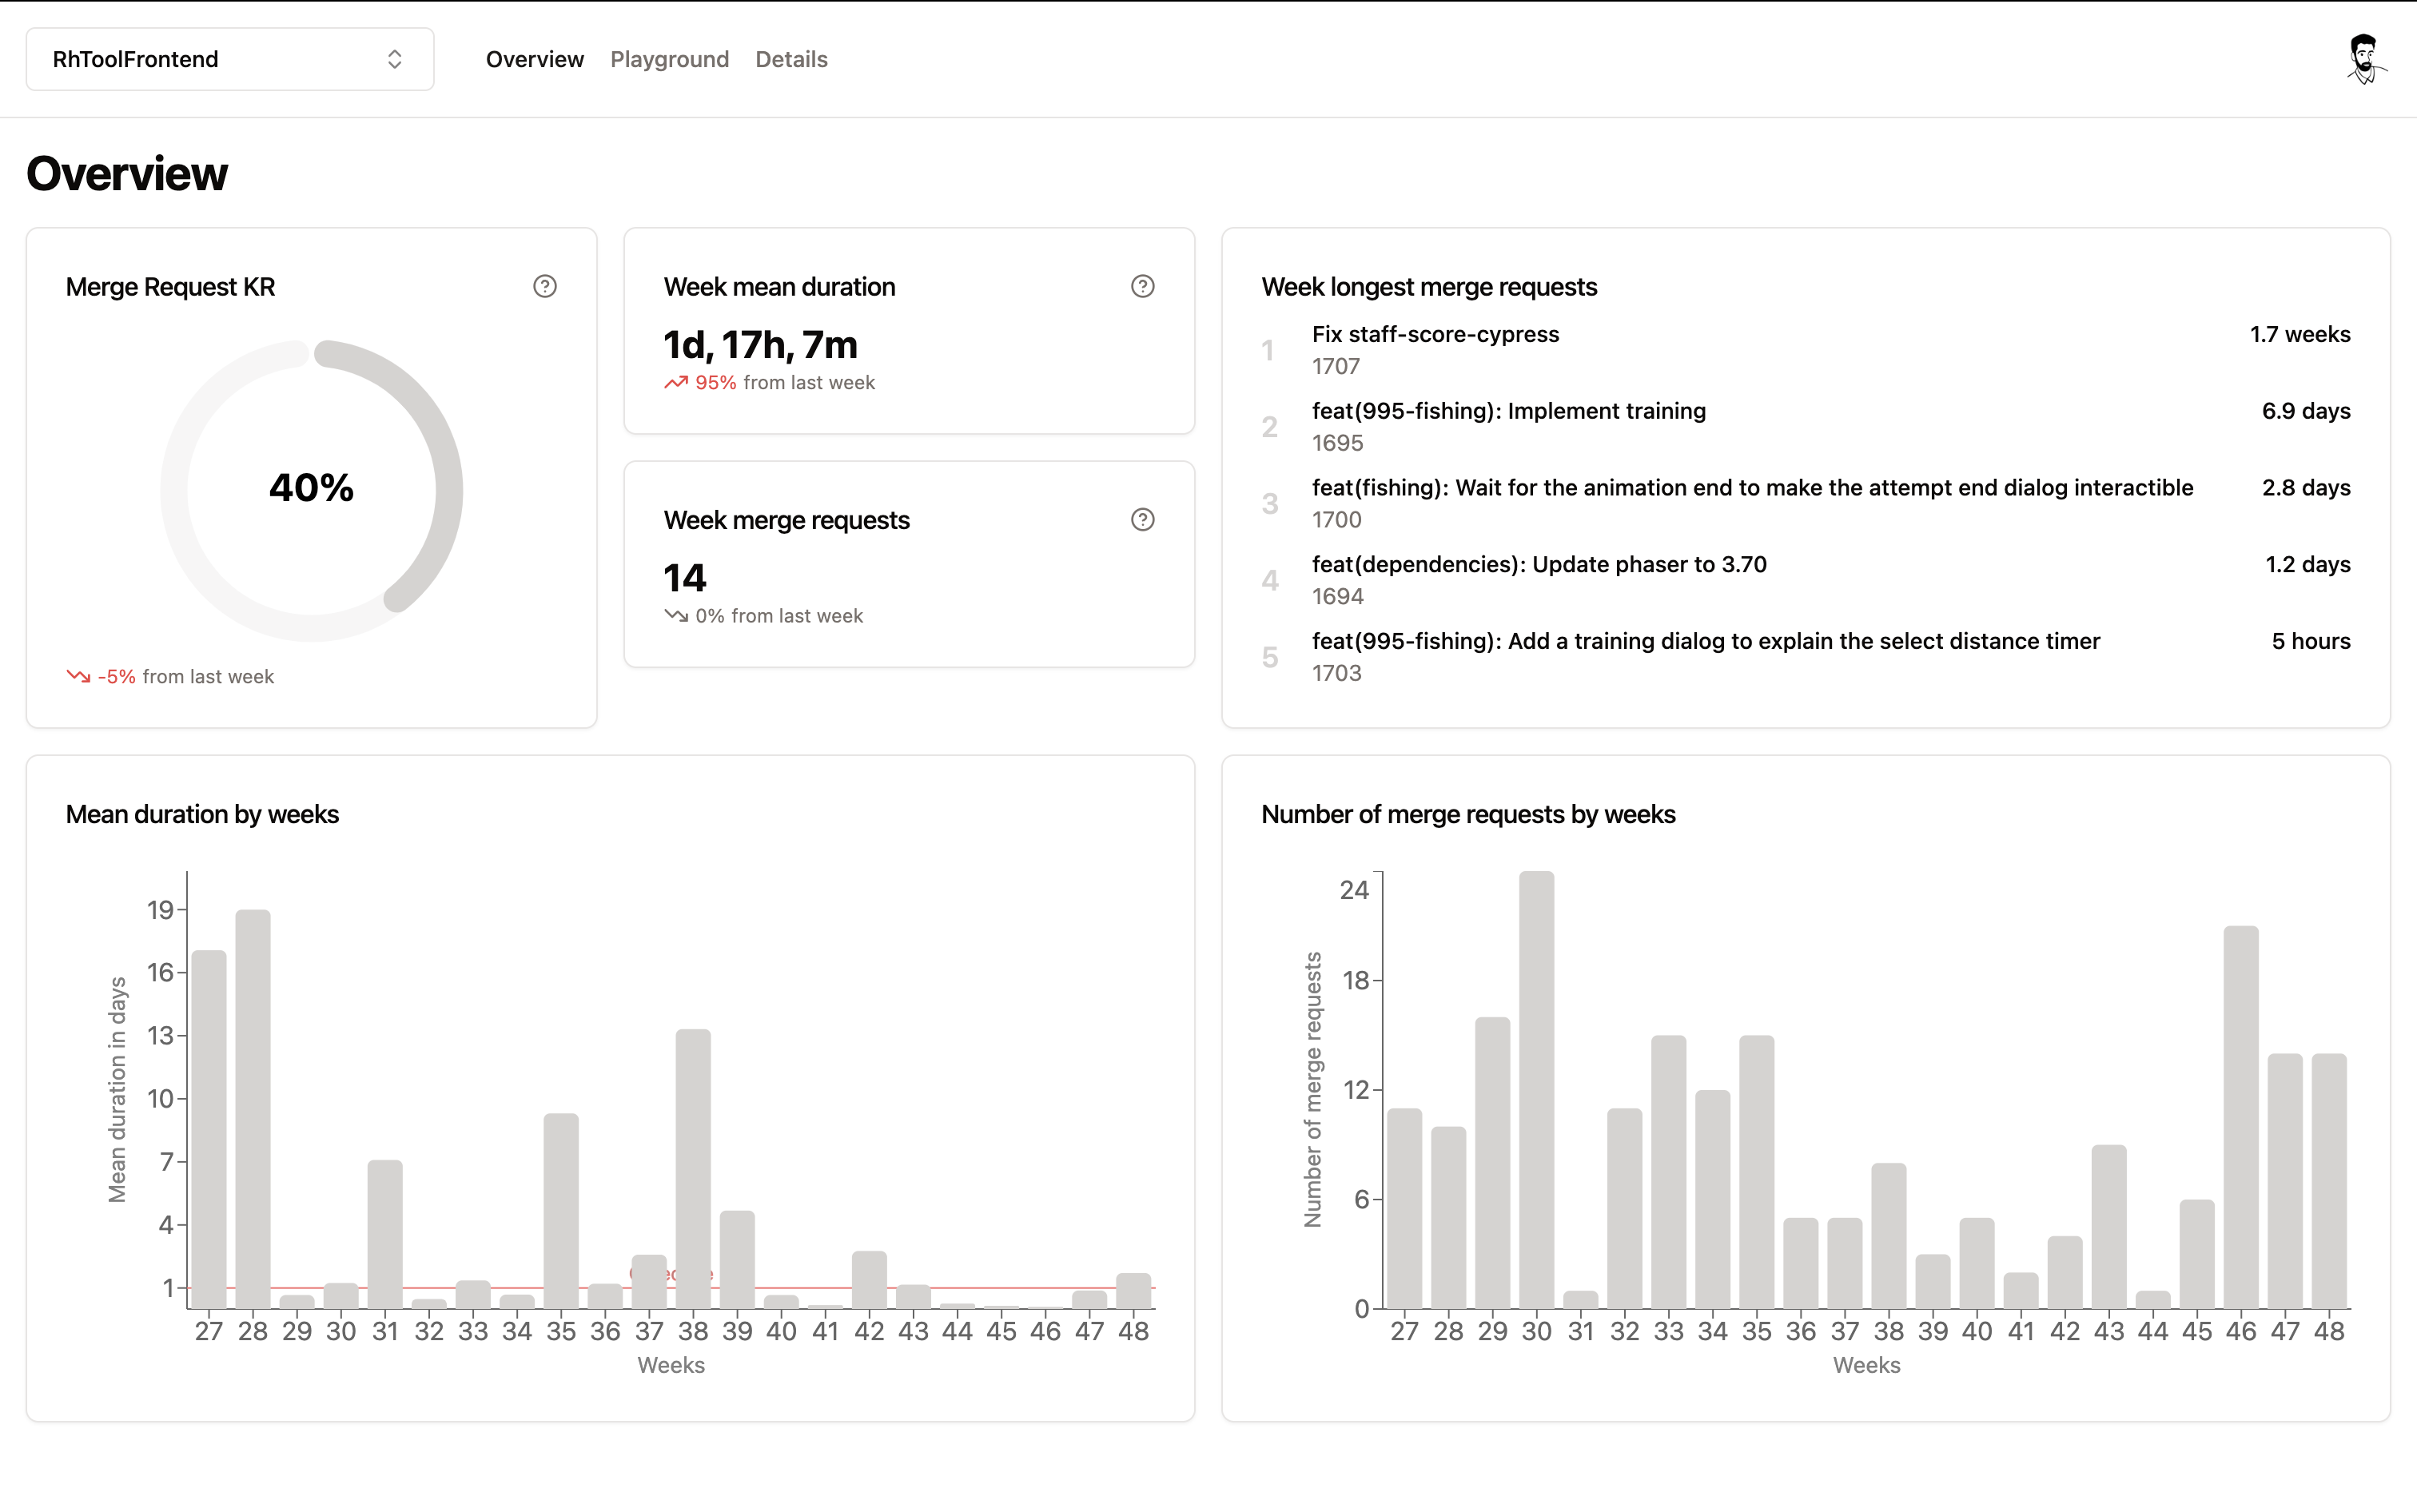 RhToolFrontend
Overview Playground Details
Overview
Merge Request KR
40%
-5% from last week
Week mean duration
1d, 17h, 7m
95% from last week
Week merge requests
14
0% from last week
Week longest merge requests
1 Fix staff-score-cypress 1.7 weeks
1707
2 feat(995-fishing): Implement training 6.9 days
1695
3 feat(fishing): Wait for the animation end to make the attempt end dialog interactible 2.8 days
1700
4 feat(dependencies): Update phaser to 3.70 1.2 days
1694
5 feat(995-fishing): Add a training dialog to explain the select distance timer 5 hours
1703
Mean duration by weeks
Mean duration in days
19
16
13
10
7
4
1
27 28 29 30 31 32 33 34 35 36 37 38 39 40 41 42 43 44 45 46 47 48
Weeks
Number of merge requests by weeks
Number of merge requests
24
18
12
6
0
27 28 29 30 31 32 33 34 35 36 37 38 39 40 41 42 43 44 45 46 47 48
Weeks